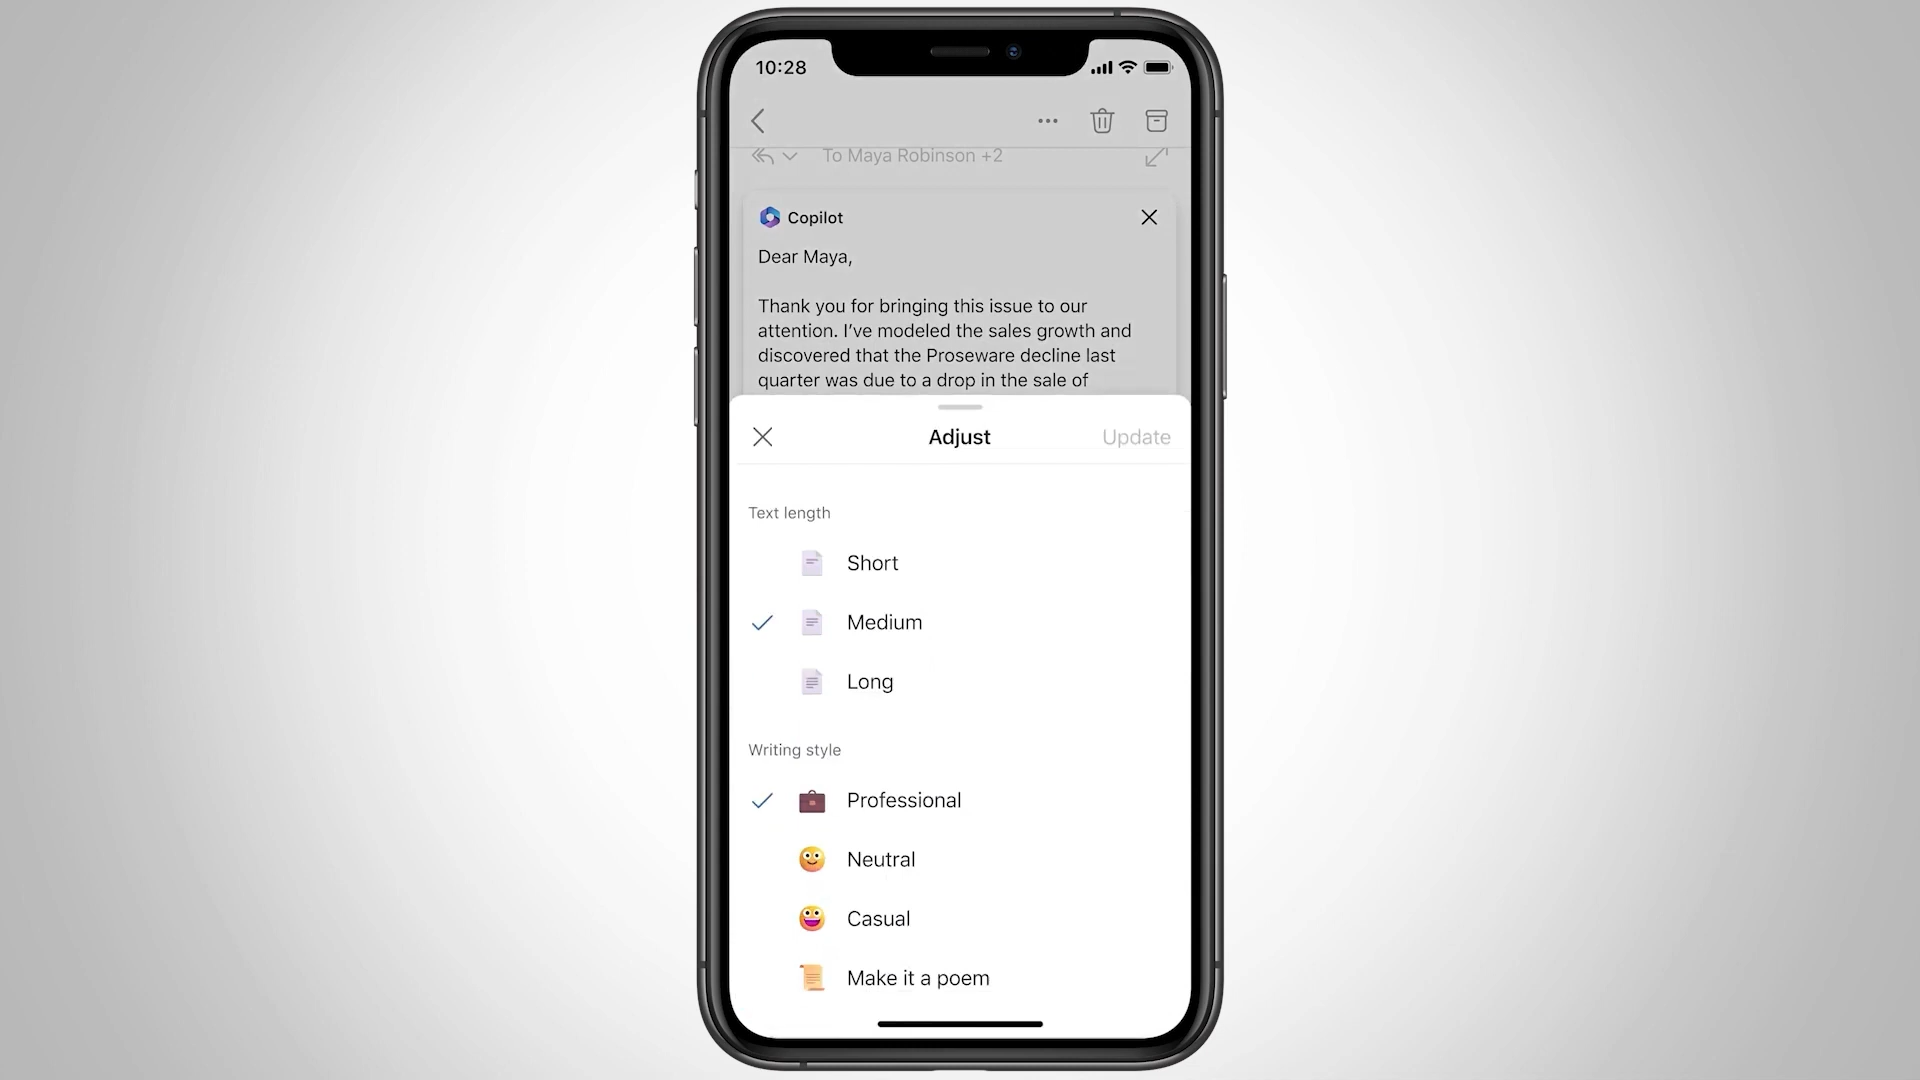 10:28
To Maya Robinson +2
Copilot
Dear Maya,
Thank you for bringing this issue to our
attention. I’ve modeled the sales growth and
discovered that the Proseware decline last
quarter was due to a drop in the sale of
Adjust
Update
Text length
Short
Medium
Long
Writing style
Professional
Neutral
Casual
Make it a poem